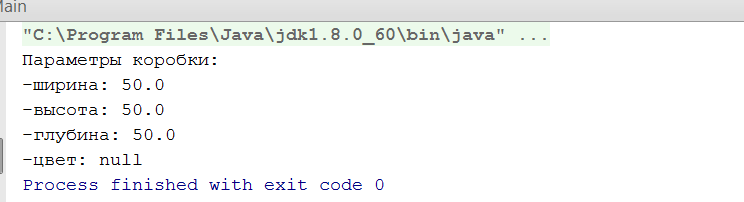 Main
"C:\Program Files\Java\jdk1.8.0_60\bin\java" ...
Параметры коробки:
-ширина: 50.0
-высота: 50.0
-глубина: 50.0
-цвет: null
Process finished with exit code 0